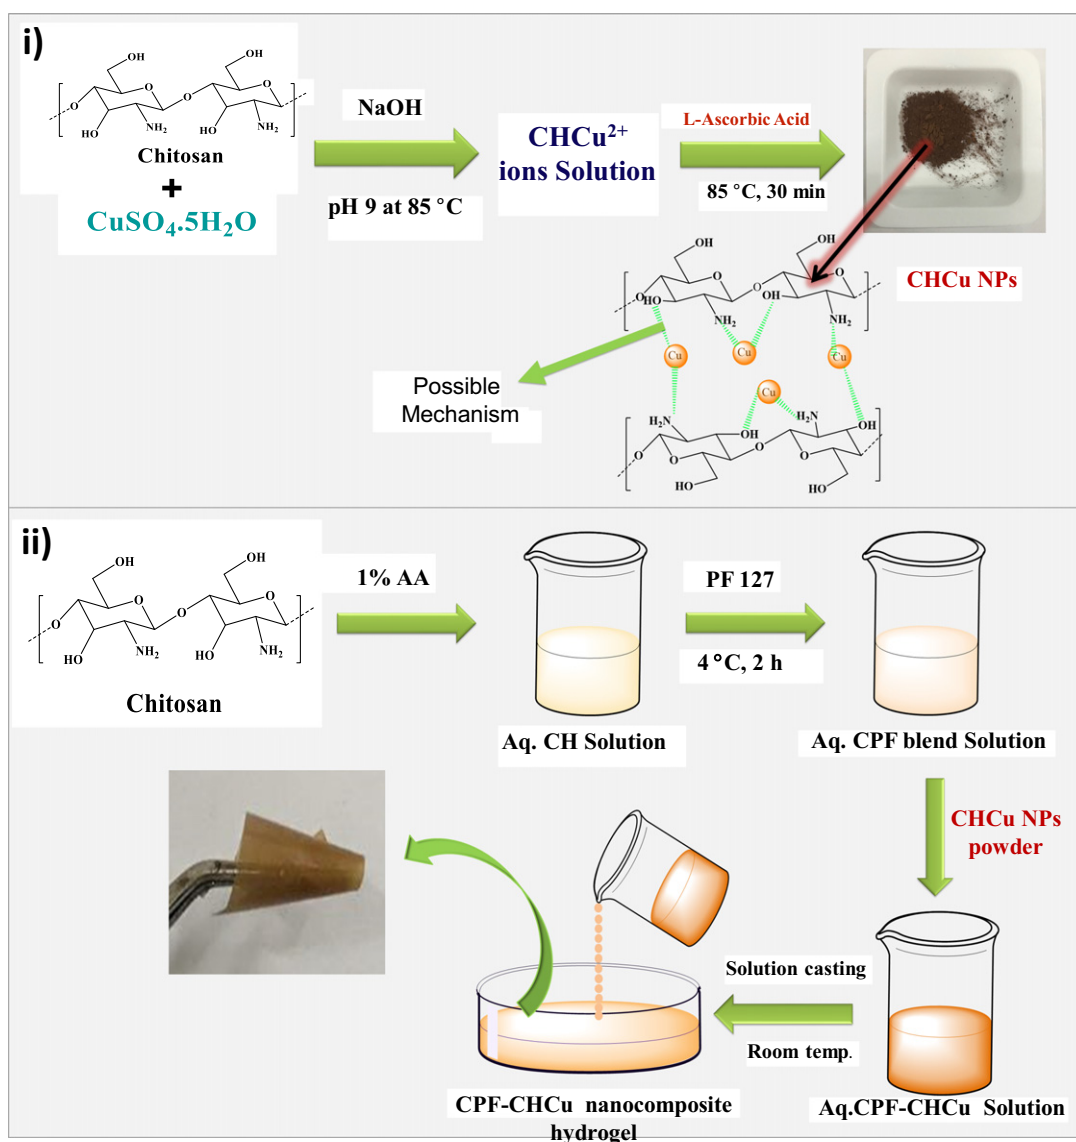 i)
OH
OH
O
O
O
O
HO
NH2
HO
NH2
Chitosan
+
CuSO4.5H2O
NaOH
pH 9 at 85 °C
CHCu2+
ions Solution
L-Ascorbic Acid
85 °C, 30 min
CHCu NPs
OH
OH
O
O
O
O
HO
NH2
OH
NH2
Cu
Cu
Cu
Cu
Possible
Mechanism
H2N
OH
H2N
OH
O
O
O
O
HO
HO
ii)
OH
OH
O
O
O
O
HO
NH2
HO
NH2
Chitosan
1% AA
Aq. CH Solution
PF 127
4 °C, 2 h
Aq. CPF blend Solution
CHCu NPs
powder
Aq.CPF-CHCu Solution
Solution casting
Room temp.
CPF-CHCu nanocomposite
hydrogel